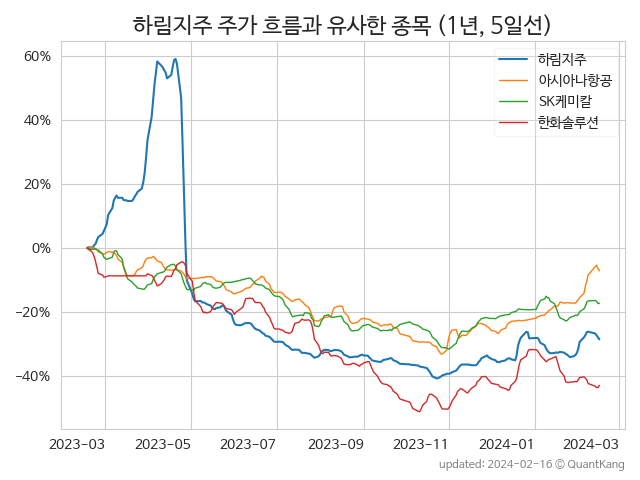 하림지주 주가 흐름과 유사한 종목 (1년, 5일선)
하림지주
아시아나항공
SK케미칼
한화솔루션
60%
40%
20%
0%
−20%
−40%
2023−03
2023−05
2023−07
2023−09
2023−11
2024−01
2024−03
updated: 2024−02−16 © QuantKang